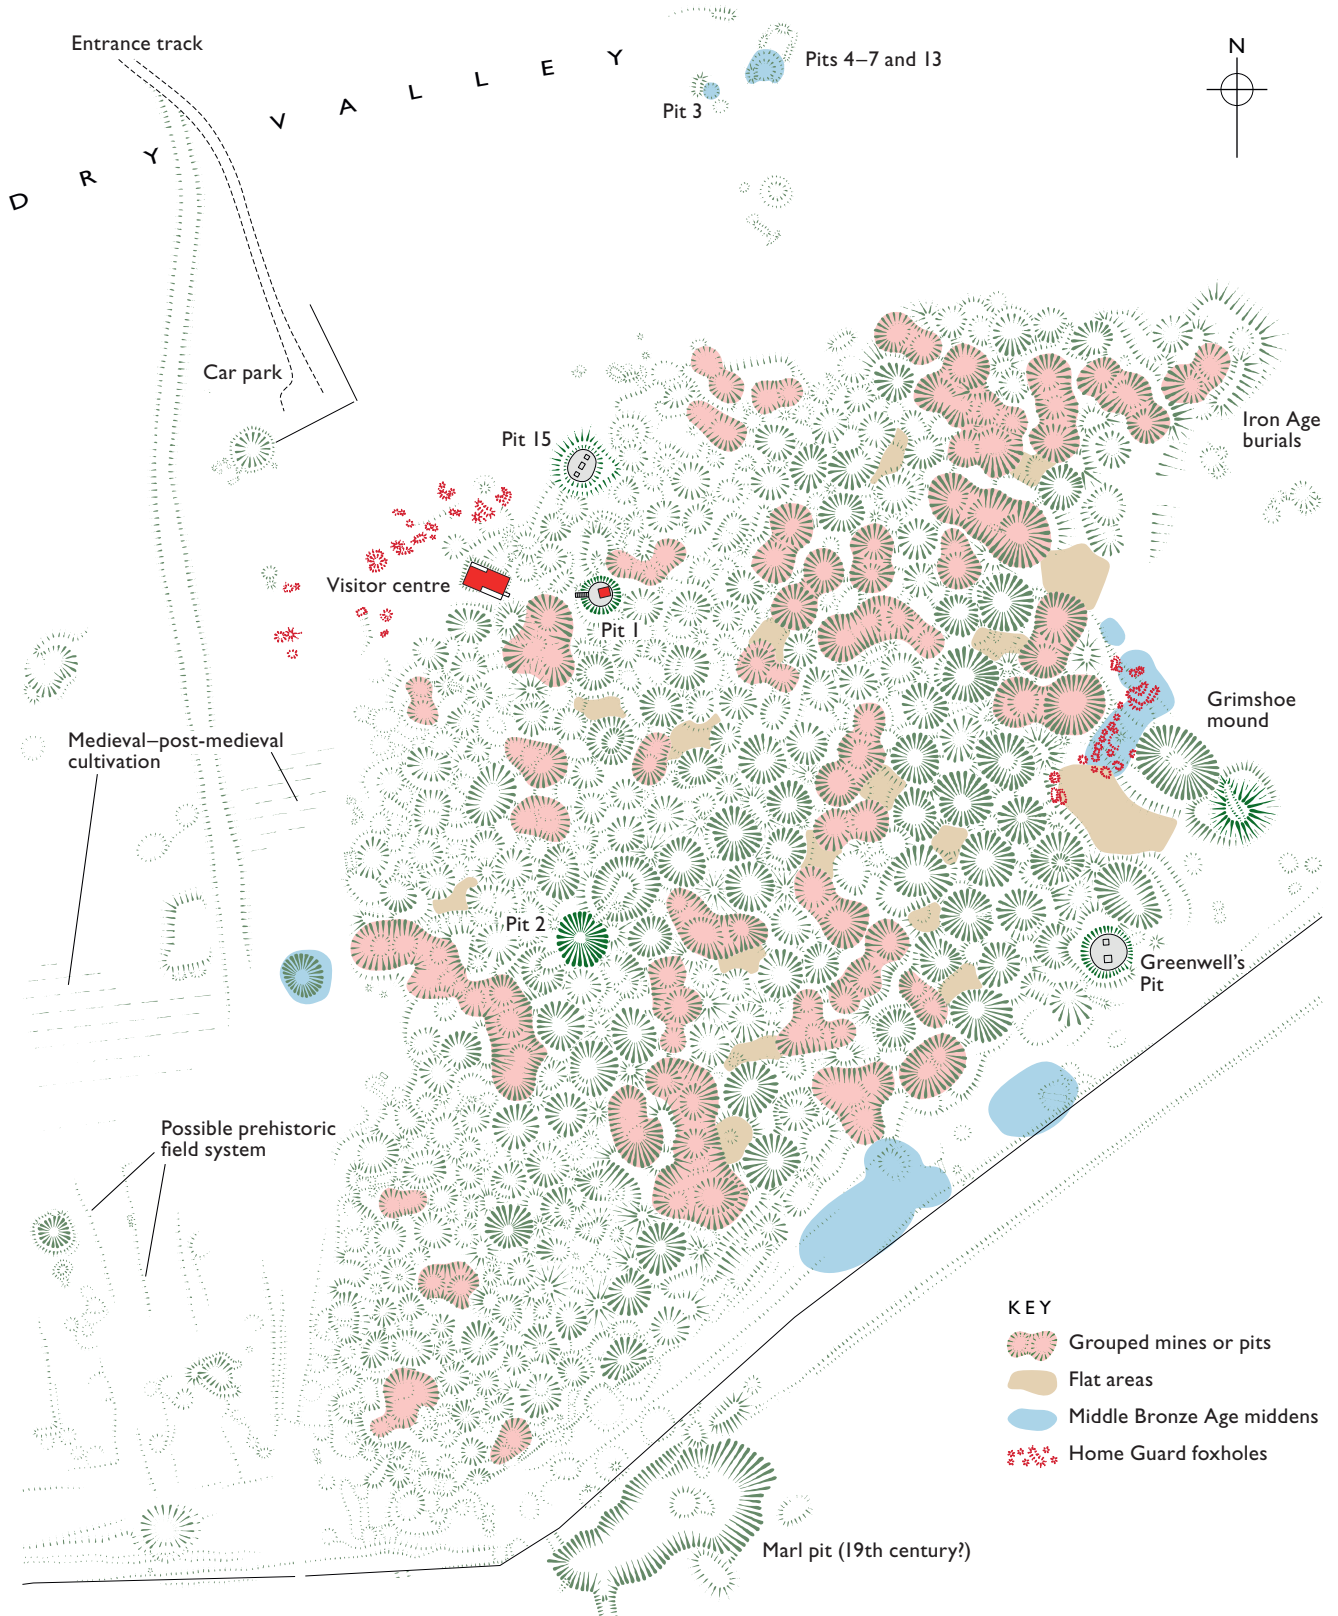 Entrance track
DRY VALLEY
Pits 4–7 and 13
Pit 3
N
Car park
Pit 15
Iron Age
burials
Visitor centre
Pit 1
Grimshoe
mound
Medieval–post-medieval
cultivation
Pit 2
Greenwell's
Pit
Possible prehistoric
field system
KEY
Grouped mines or pits
Flat areas
Middle Bronze Age middens
Home Guard foxholes
Marl pit (19th century?)